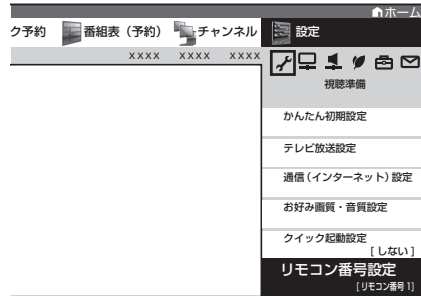 ホーム
ク予約 番組表（予約） チャンネル 設定
XXXX XXXX XXXX
視聴準備
かんたん初期設定
テレビ放送設定
通信（インターネット）設定
お好み画質・音質設定
クイック起動設定
[しない]
リモコン番号設定
[リモコン番号1]